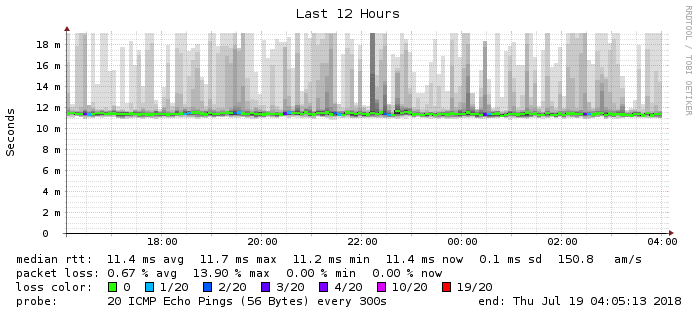 Last 12 Hours
RRDTOOL / TOBI OETIKER
Seconds
18 m
16 m
14 m
12 m
10 m
8 m
6 m
4 m
2 m
0
18:00 20:00 22:00 00:00 02:00 04:00
median rtt: 11.4 ms avg 11.7 ms max 11.2 ms min 11.4 ms now 0.1 ms sd 150.8 am/s
packet loss: 0.67 % avg 13.90 % max 0.00 % min 0.00 % now
loss color: 0 1/20 2/20 3/20 4/20 10/20 19/20
probe: 20 ICMP Echo Pings (56 Bytes) every 300s end: Thu Jul 19 04:05:13 2018